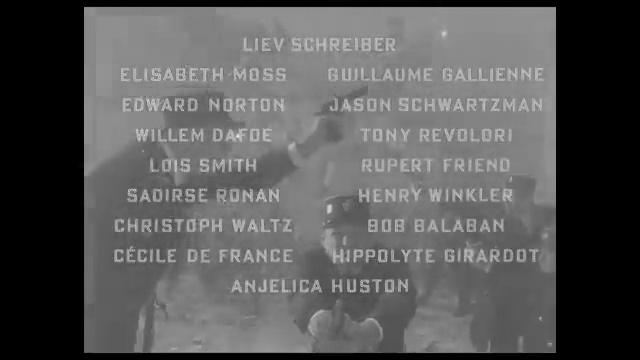 LIEV SCHREIBER
ELISABETH MOSS GUILLAUME GALLIENNE
EDWARD NORTON JASON SCHWARTZMAN
WILLEM DAFOE TONY REVOLORI
LOIS SMITH RUPERT FRIEND
SAOIRSE RONAN HENRY WINKLER
CHRISTOPH WALTZ BOB BALABAN
CÉCILE DE FRANCE HIPPOLYTE GIRARDOT
ANJELICA HUSTON